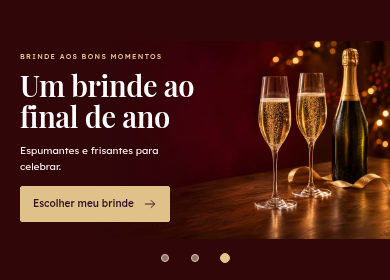 BRINDE AOS BONS MOMENTOS
Um brinde ao
final de ano
Espumantes e frisantes para
celebrar.
Escolher meu brinde →